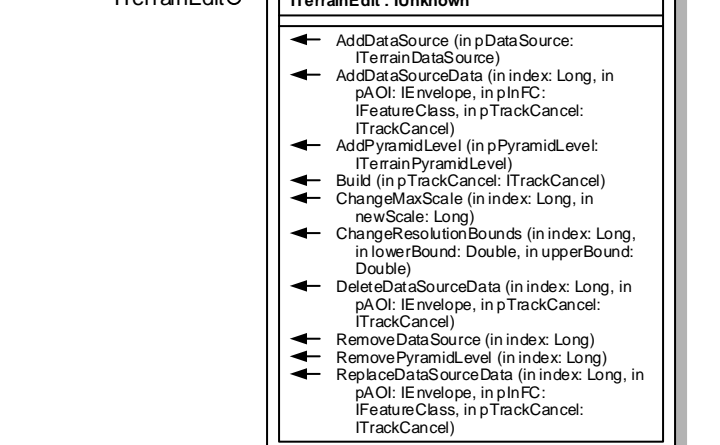 ITerrainEdit
ITerrainEdit : IUnknown
AddDataSource (in pDataSource:
ITerrainDataSource)
AddDataSourceData (in index: Long, in
pAOI: IEnvelope, in pInFC:
IFeatureClass, in pTrackCancel:
ITrackCancel)
AddPyramidLevel (in pPyramidLevel:
ITerrainPyramidLevel)
Build (in pTrackCancel: ITrackCancel)
ChangeMaxScale (in index: Long, in
newScale: Long)
ChangeResolutionBounds (in index: Long,
in lowerBound: Double, in upperBound:
Double)
DeleteDataSourceData (in index: Long, in
pAOI: IEnvelope, in pTrackCancel:
ITrackCancel)
RemoveDataSource (in index: Long)
RemovePyramidLevel (in index: Long)
ReplaceDataSourceData (in index: Long, in
pAOI: IEnvelope, in pInFC:
IFeatureClass, in pTrackCancel:
ITrackCancel)